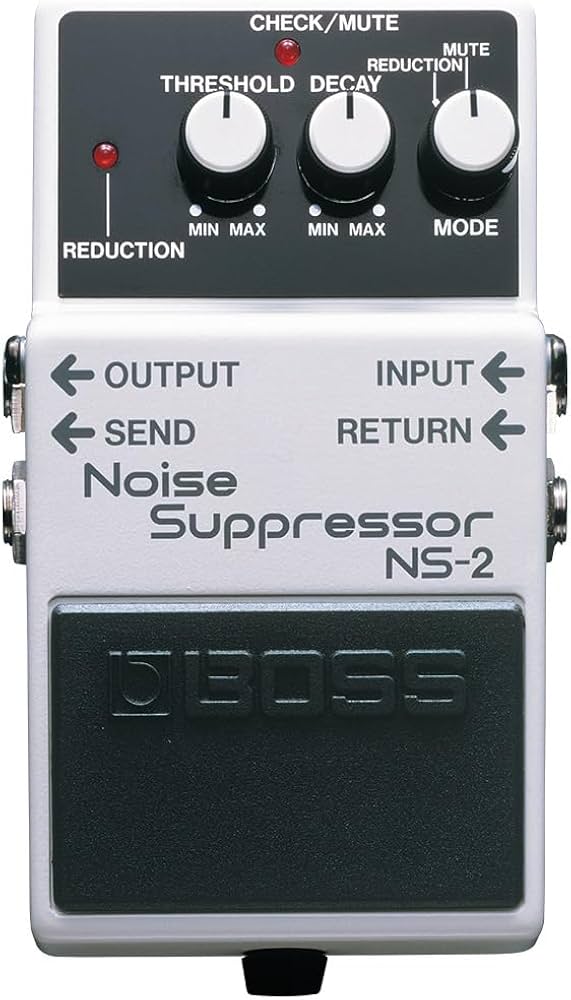 CHECK/MUTE
MUTE
REDUCTION
THRESHOLD DECAY
MIN MAX MIN MAX
MODE
REDUCTION
← OUTPUT INPUT ←
← SEND RETURN ←
Noise
Suppressor
NS-2
BOSS